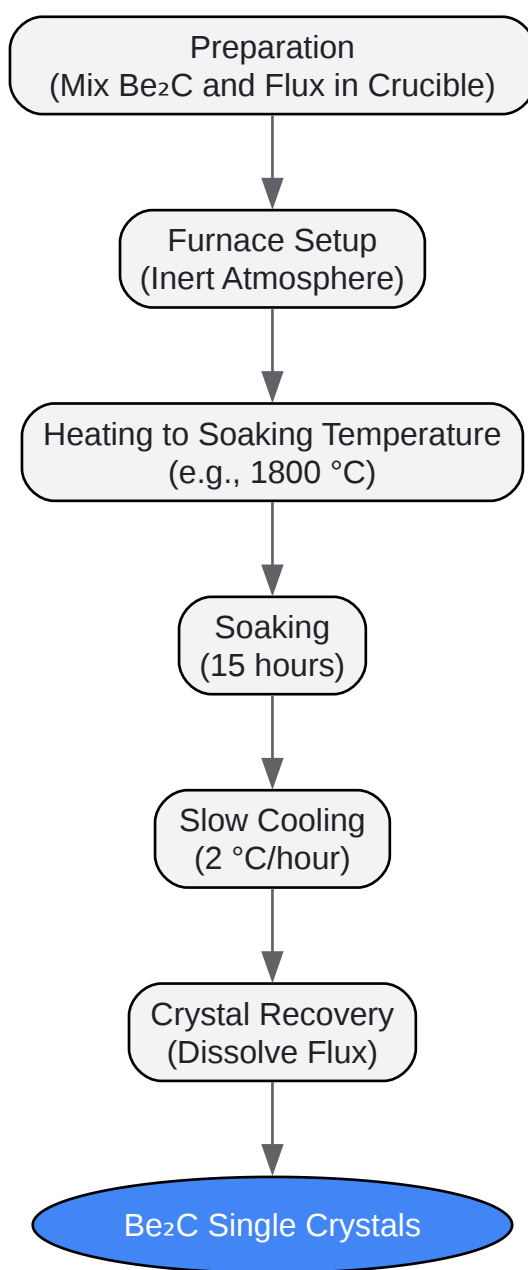 Preparation
(Mix Be₂C and Flux in Crucible)
Furnace Setup
(Inert Atmosphere)
Heating to Soaking Temperature
(e.g., 1800 °C)
Soaking
(15 hours)
Slow Cooling
(2 °C/hour)
Crystal Recovery
(Dissolve Flux)
Be₂C Single Crystals